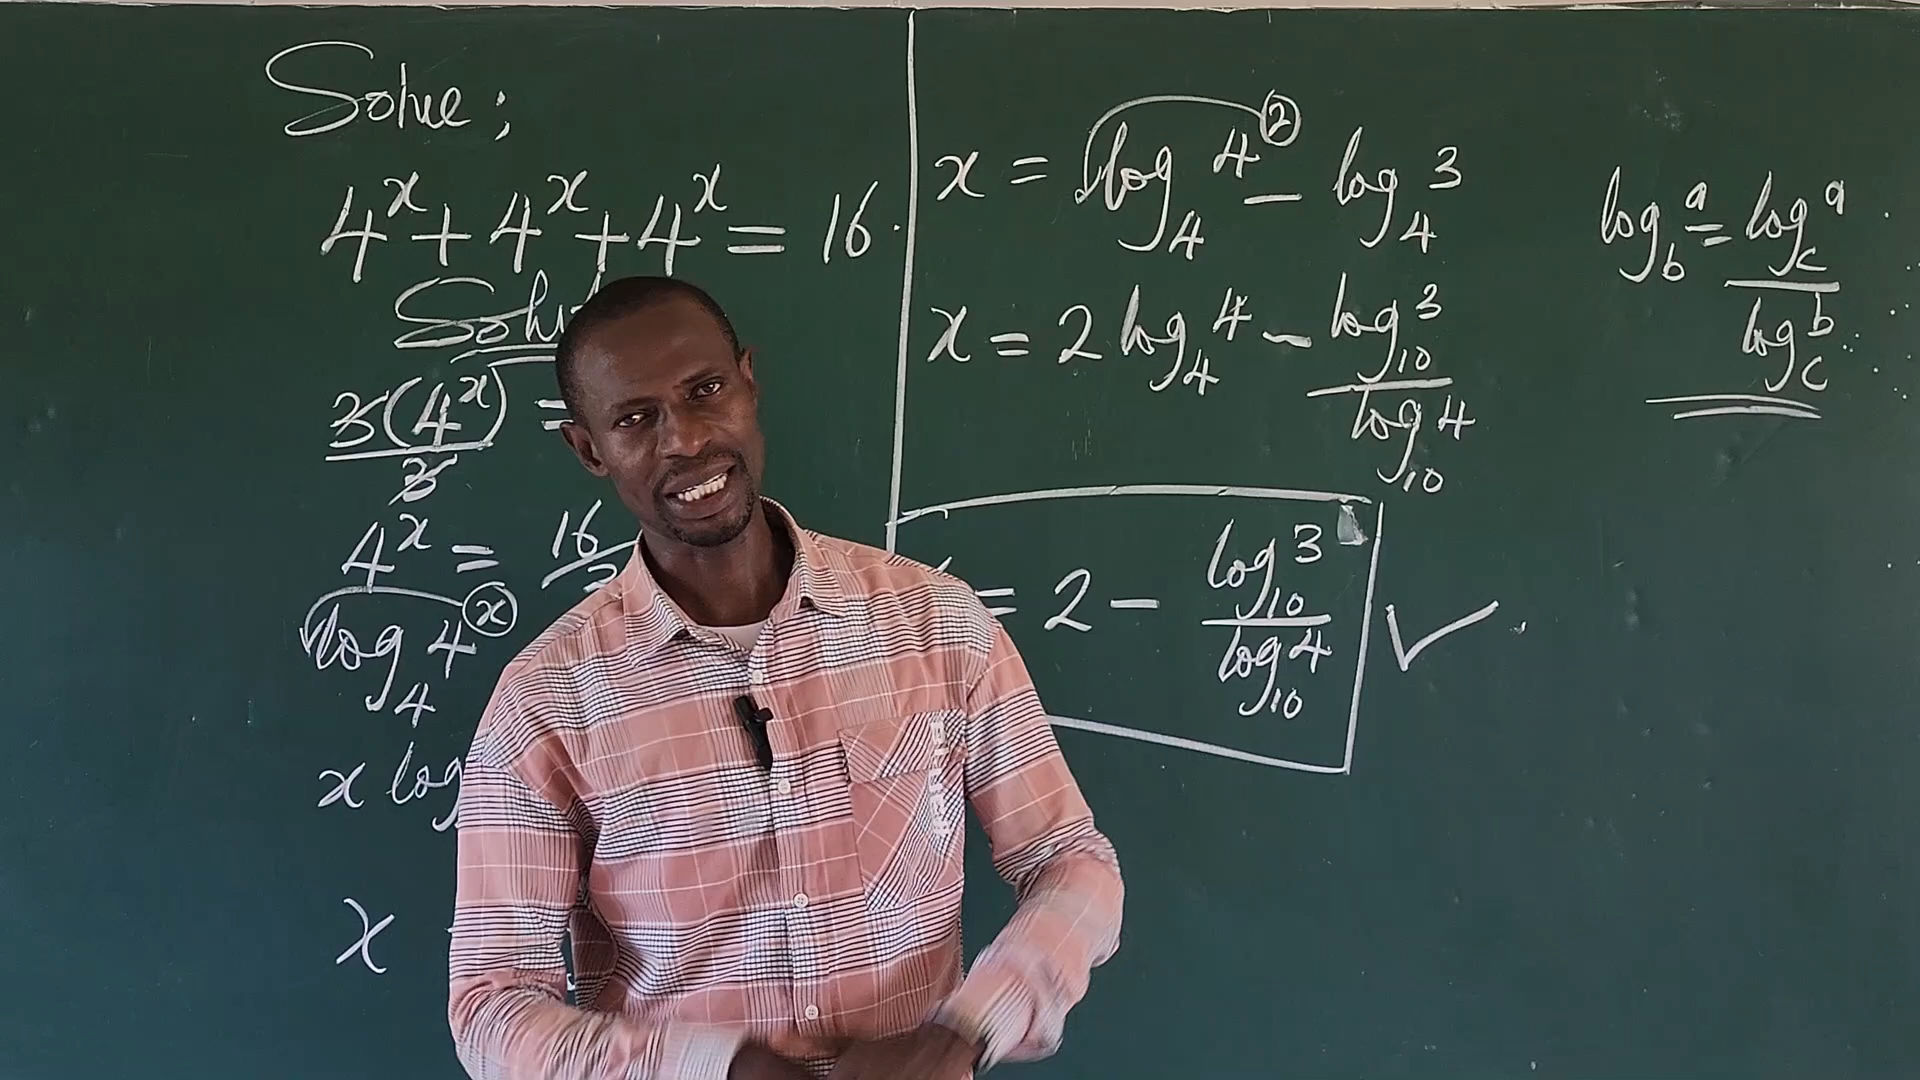 Solve;
4^x + 4^x + 4^x = 16.
3(4^x) =
3
4^x = 16
log_4 4^x
x log
x
x = log_4 4^2 − log_4 3
x = 2 log_4 4 − log_10 3
log_10 4
= 2 − log_10 3
log_10 4
log_b a = log_c a
log_c b